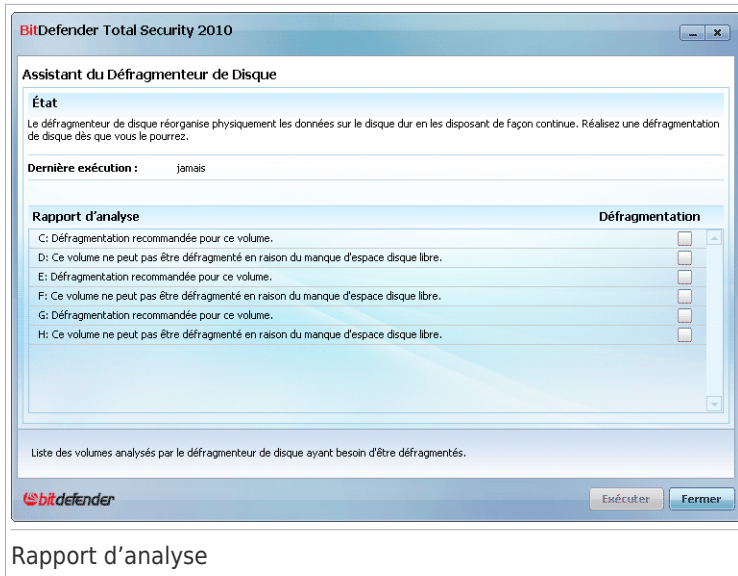 BitDefender Total Security 2010
Assistant du Défragmenteur de Disque
État
Le défragmenteur de disque réorganise physiquement les données sur le disque dur en les disposant de façon continue. Réalisez une défragmentation
de disque dès que vous le pourrez.
Dernière exécution : jamais
Rapport d'analyse Défragmentation
C: Défragmentation recommandée pour ce volume.
D: Ce volume ne peut pas être défragmenté en raison du manque d'espace disque libre.
E: Défragmentation recommandée pour ce volume.
F: Ce volume ne peut pas être défragmenté en raison du manque d'espace disque libre.
G: Défragmentation recommandée pour ce volume.
H: Ce volume ne peut pas être défragmenté en raison du manque d'espace disque libre.
Liste des volumes analysés par le défragmenteur de disque ayant besoin d'être défragmentés.
bitdefender Exécuter Fermer
Rapport d’analyse